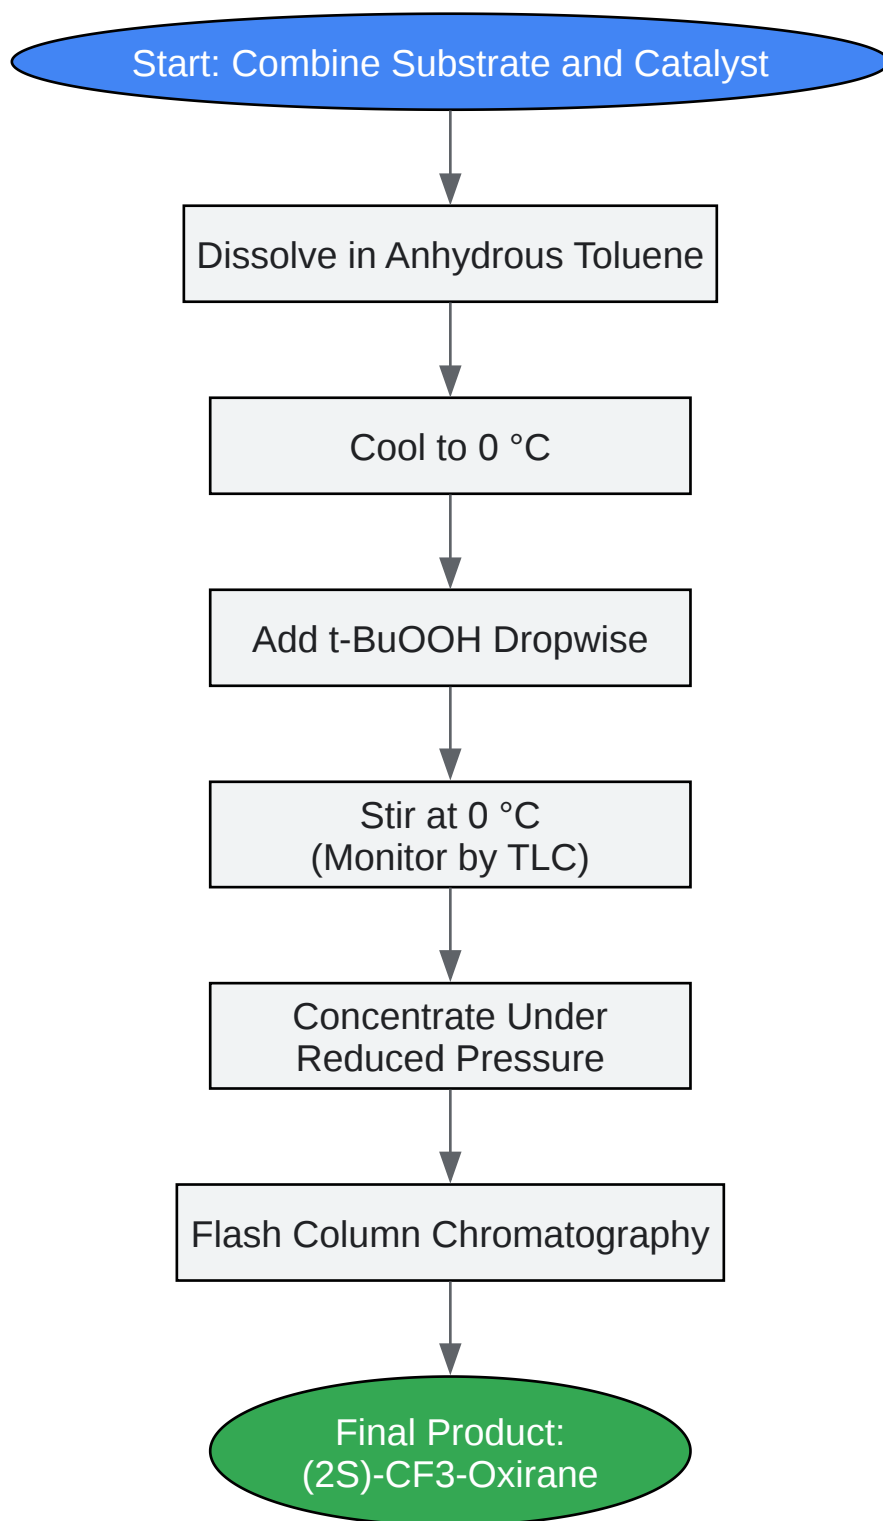 Start: Combine Substrate and Catalyst
Dissolve in Anhydrous Toluene
Cool to 0 °C
Add t-BuOOH Dropwise
Stir at 0 °C
(Monitor by TLC)
Concentrate Under
Reduced Pressure
Flash Column Chromatography
Final Product:
(2S)-CF3-Oxirane